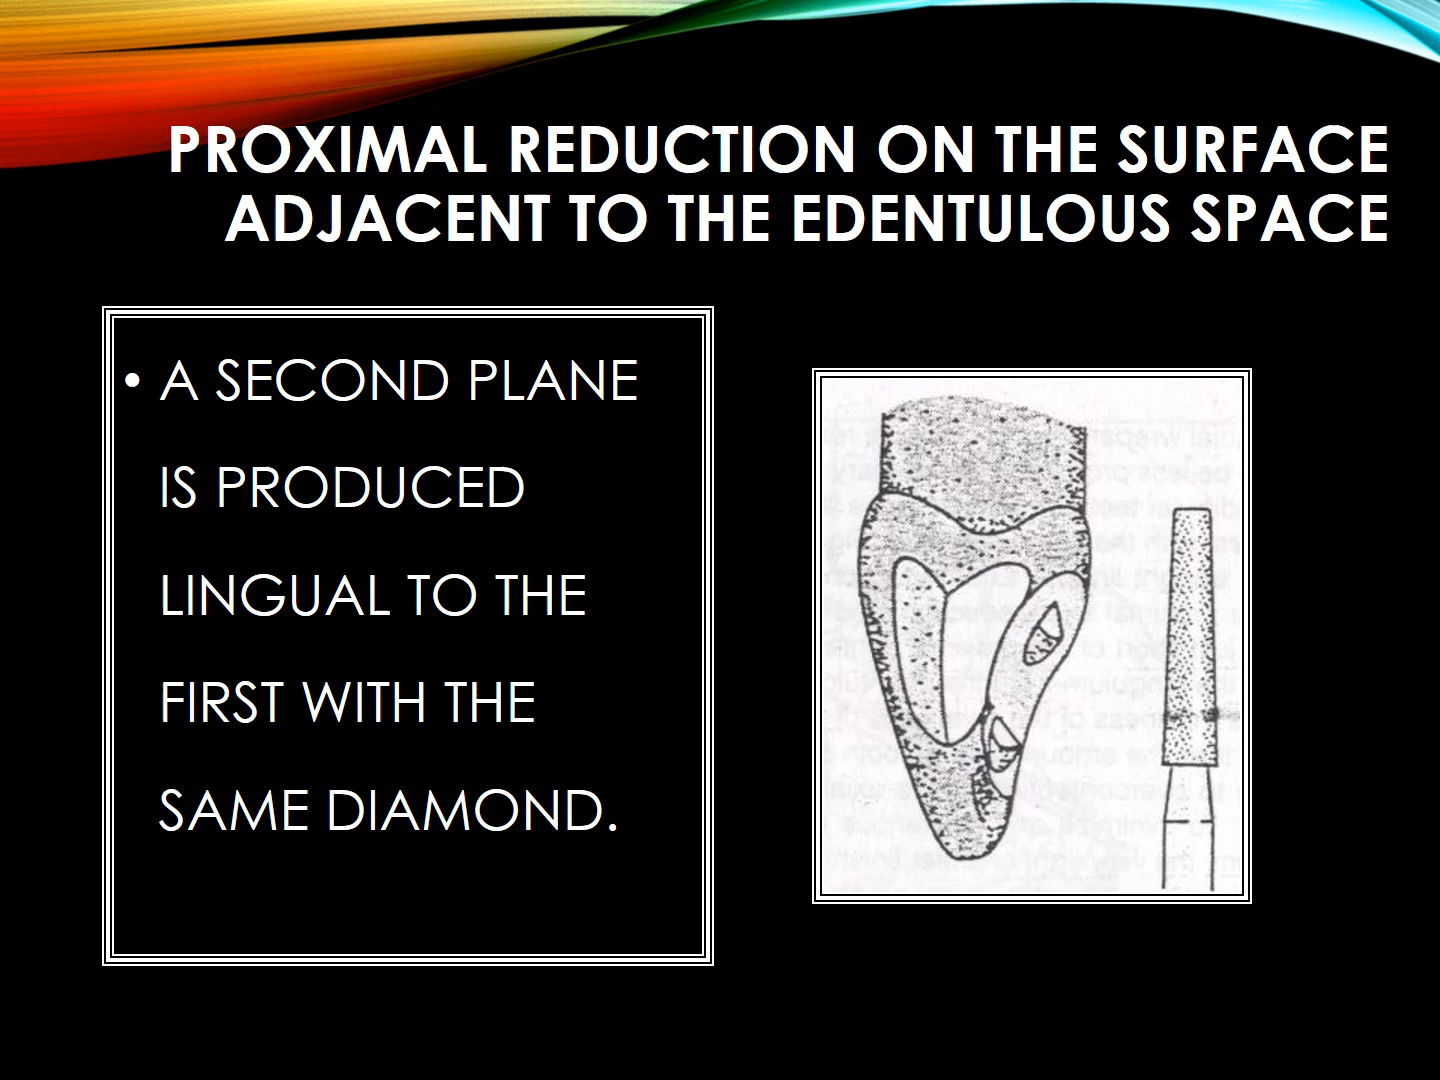 PROXIMAL REDUCTION ON THE SURFACE
ADJACENT TO THE EDENTULOUS SPACE
• A SECOND PLANE
IS PRODUCED
LINGUAL TO THE
FIRST WITH THE
SAME DIAMOND.